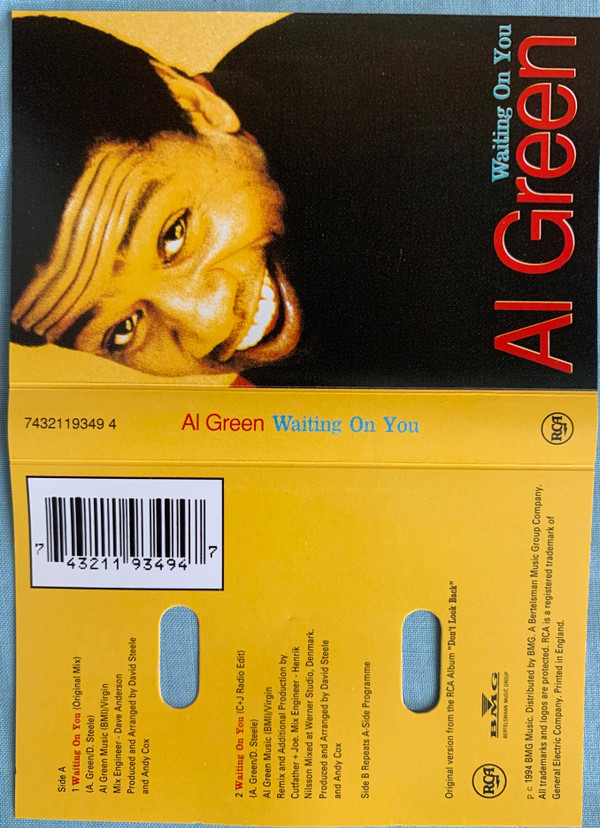 Waiting On You
Al Green
7432119349 4
Al Green Waiting On You
RCA
7 43211 93494 7
Side A
1 Waiting On You (Original Mix)
(A. Green/D. Steele)
Al Green Music (BMI)/Virgin
Mix Engineer - Dave Anderson
Produced and Arranged by David Steele
and Andy Cox
2 Waiting On You (C+J Radio Edit)
(A. Green/D. Steele)
Al Green Music (BMI)/Virgin
Remix and Additional Production by
Cutfather + Joe. Mix Engineer - Henrik
Nilsson Mixed at Werner Studio, Denmark.
Produced and Arranged by David Steele
and Andy Cox
Side B Repeats A-Side Programme
Original version from the RCA Album "Don't Look Back"
RCA
BMG
BERTELSMANN MUSIC GROUP
p c 1994 BMG Music. Distributed by BMG. A Bertelsmann Music Group Company.
All trademarks and logos are protected. RCA is a registered trademark of
General Electric Company. Printed in England.